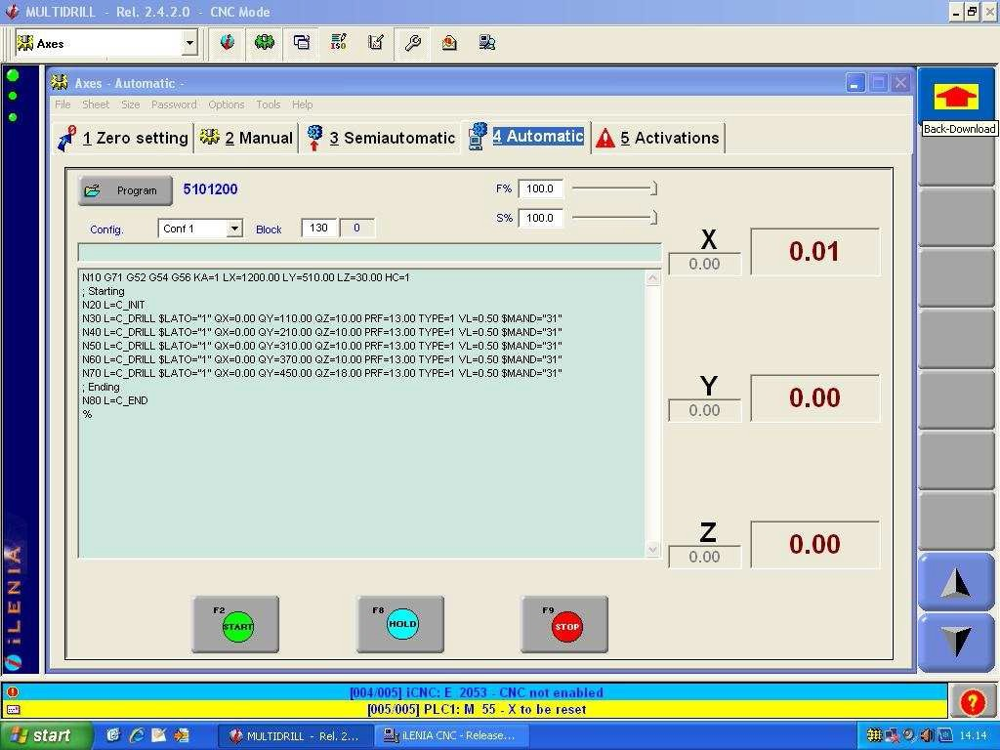 MULTIDRILL - Rel. 2.4.2.0 - CNC Mode
Axes
ISO
Axes - Automatic -
File Sheet Size Password Options Tools Help
Back-Download
1 Zero setting 2 Manual 3 Semiautomatic 4 Automatic 5 Activations
Program 5101200
F% 100.0
Config. Conf 1 Block 130 0
S% 100.0
X 0.01
0.00
N10 G71 G52 G54 G56 KA=1 LX=1200.00 LY=510.00 LZ=30.00 HC=1
; Starting
N20 L=C_INIT
N30 L=C_DRILL $LATO="1" QX=0.00 QY=110.00 QZ=10.00 PRF=13.00 TYPE=1 VL=0.50 $MAND="31"
N40 L=C_DRILL $LATO="1" QX=0.00 QY=210.00 QZ=10.00 PRF=13.00 TYPE=1 VL=0.50 $MAND="31"
N50 L=C_DRILL $LATO="1" QX=0.00 QY=310.00 QZ=10.00 PRF=13.00 TYPE=1 VL=0.50 $MAND="31"
N60 L=C_DRILL $LATO="1" QX=0.00 QY=370.00 QZ=10.00 PRF=13.00 TYPE=1 VL=0.50 $MAND="31"
N70 L=C_DRILL $LATO="1" QX=0.00 QY=450.00 QZ=18.00 PRF=13.00 TYPE=1 VL=0.50 $MAND="31"
; Ending
N80 L=C_END
%
Y 0.00
0.00
Z 0.00
0.00
F2 START
F8 HOLD
F9 STOP
iLENIA
[004/005] iCNC: E 2053 - CNC not enabled
[005/005] PLC1: M 55 - X to be reset
start MULTIDRILL - Rel. 2... iLENIA CNC - Release... 14.14